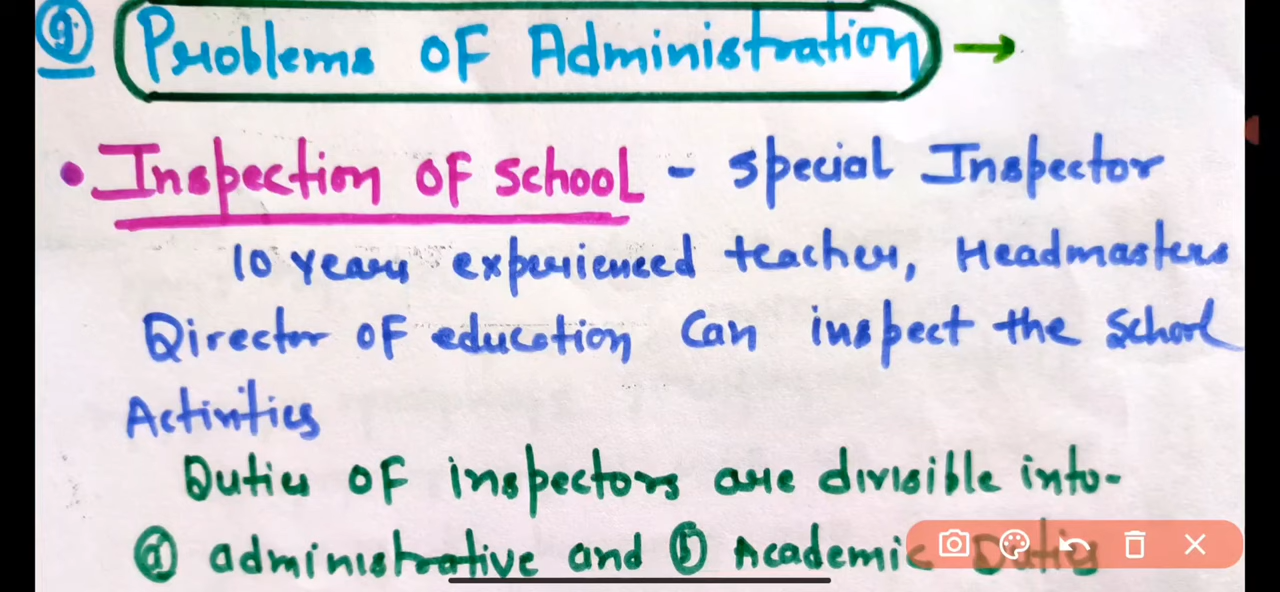 9 Problems OF Administration →
• Inspection OF School - Special Inspector
10 years experienced teacher, Headmasters
Director OF education Can inspect the School
Activities
Duties OF inspectors are divisible into-
a administrative and b Academic Duties